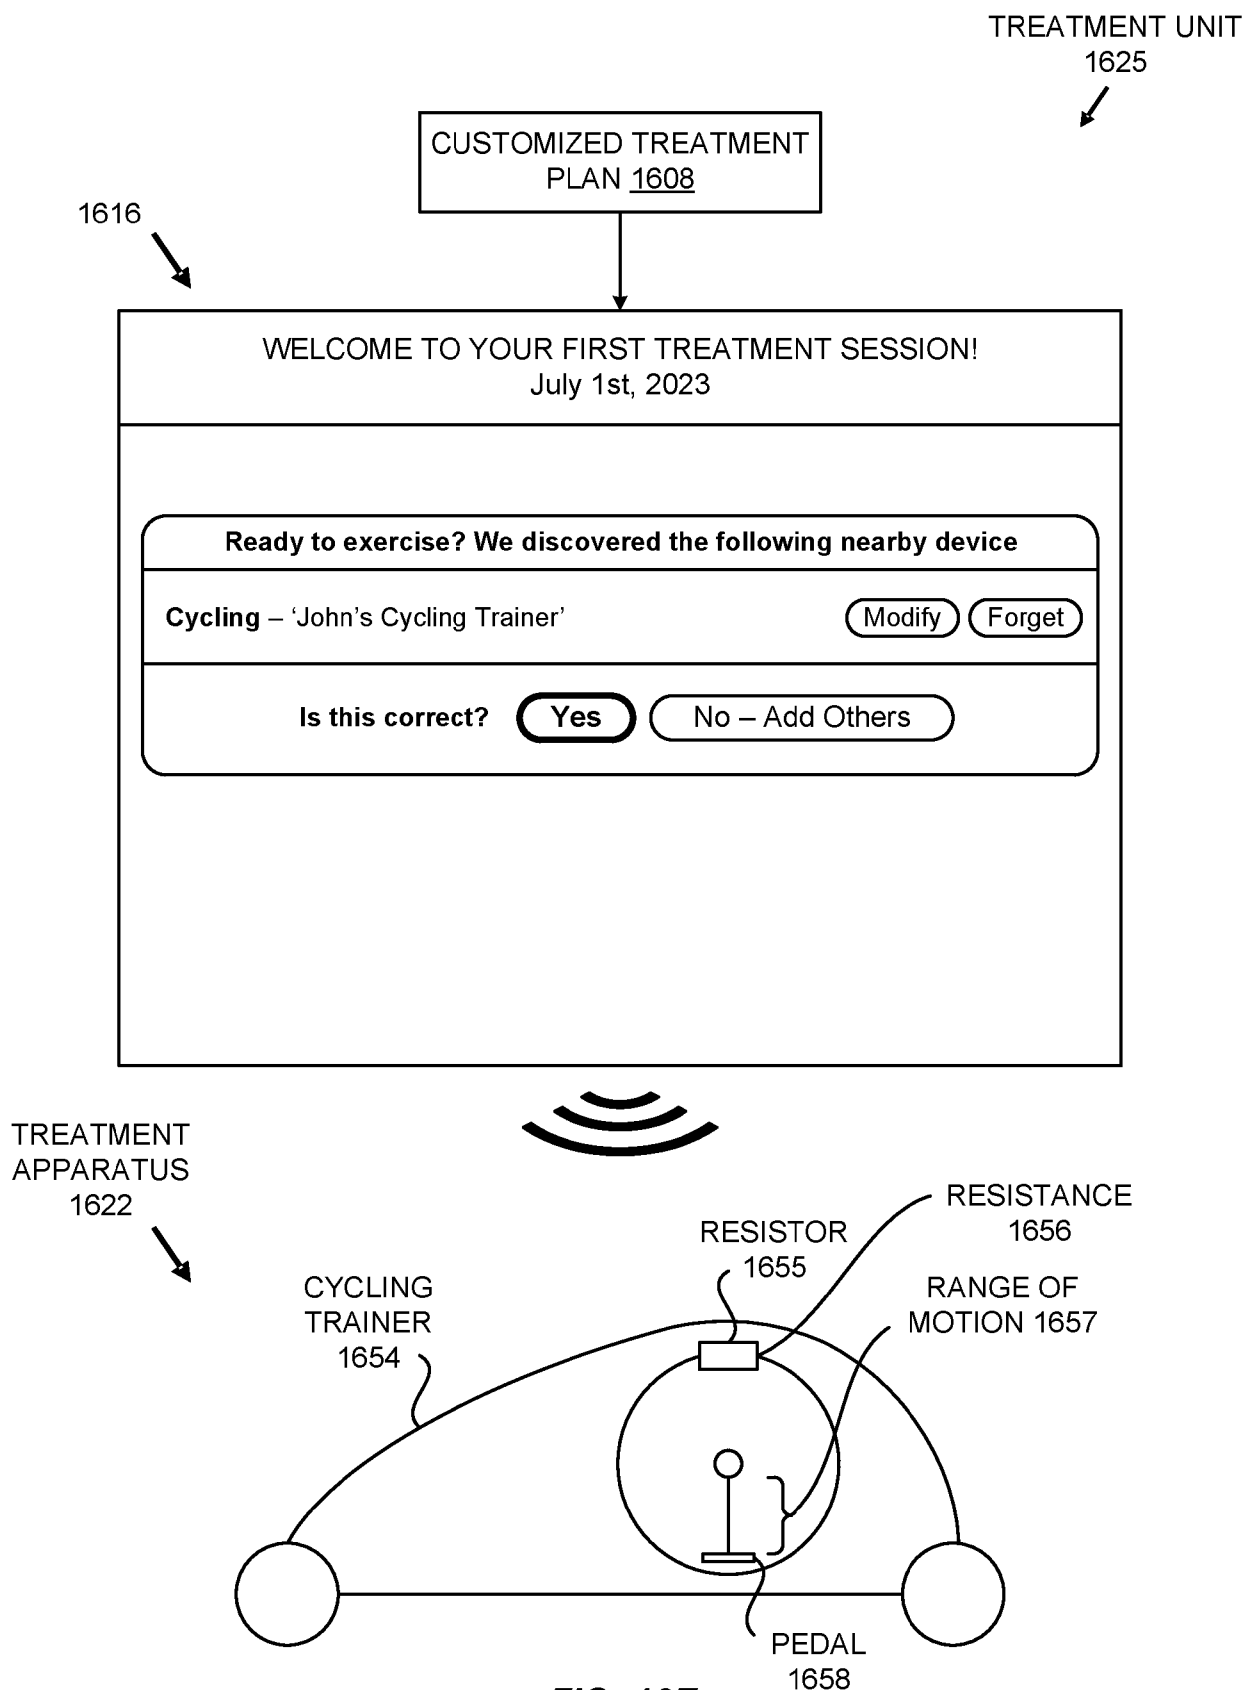 TREATMENT UNIT
1625
CUSTOMIZED TREATMENT
PLAN 1608
1616
WELCOME TO YOUR FIRST TREATMENT SESSION!
July 1st, 2023
Ready to exercise? We discovered the following nearby device
Cycling – ‘John’s Cycling Trainer’
Modify
Forget
Is this correct?
Yes
No – Add Others
TREATMENT
APPARATUS
1622
RESISTANCE
1656
RESISTOR
1655
RANGE OF
MOTION 1657
CYCLING
TRAINER
1654
PEDAL
1658